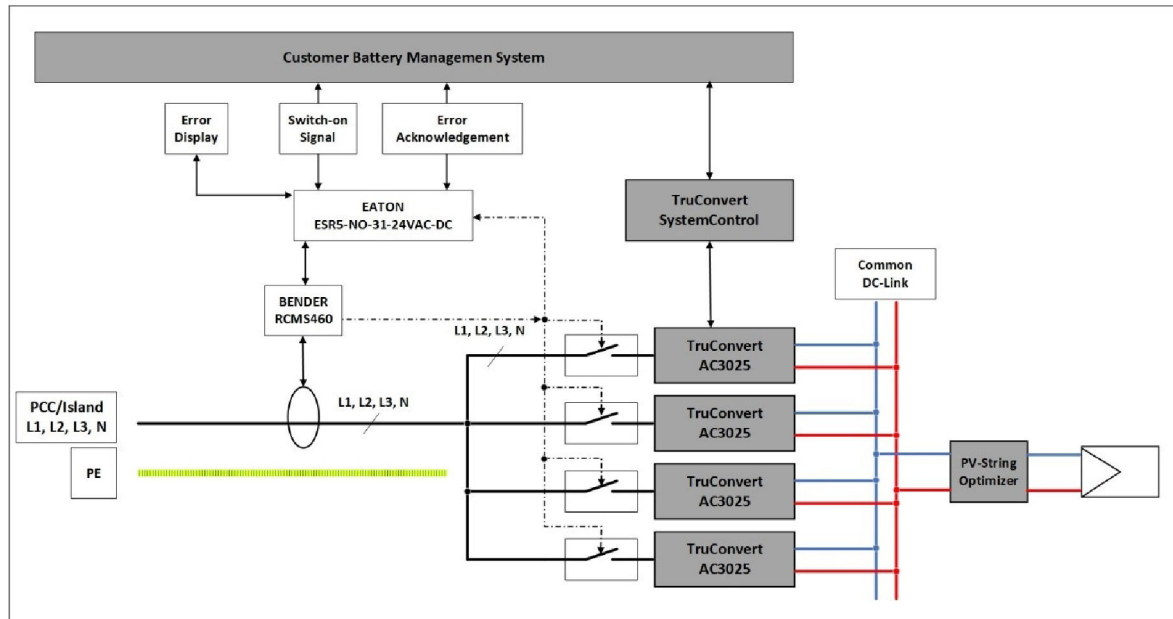 Customer Battery Managemen System
Error
Display
Switch-on
Signal
Error
Acknowledgement
EATON
ESR5-NO-31-24VAC-DC
TruConvert
SystemControl
Common
DC-Link
BENDER
RCMS460
L1, L2, L3, N
TruConvert
AC3025
PCC/Island
L1, L2, L3, N
L1, L2, L3, N
TruConvert
AC3025
PE
PV-String
Optimizer
TruConvert
AC3025
TruConvert
AC3025